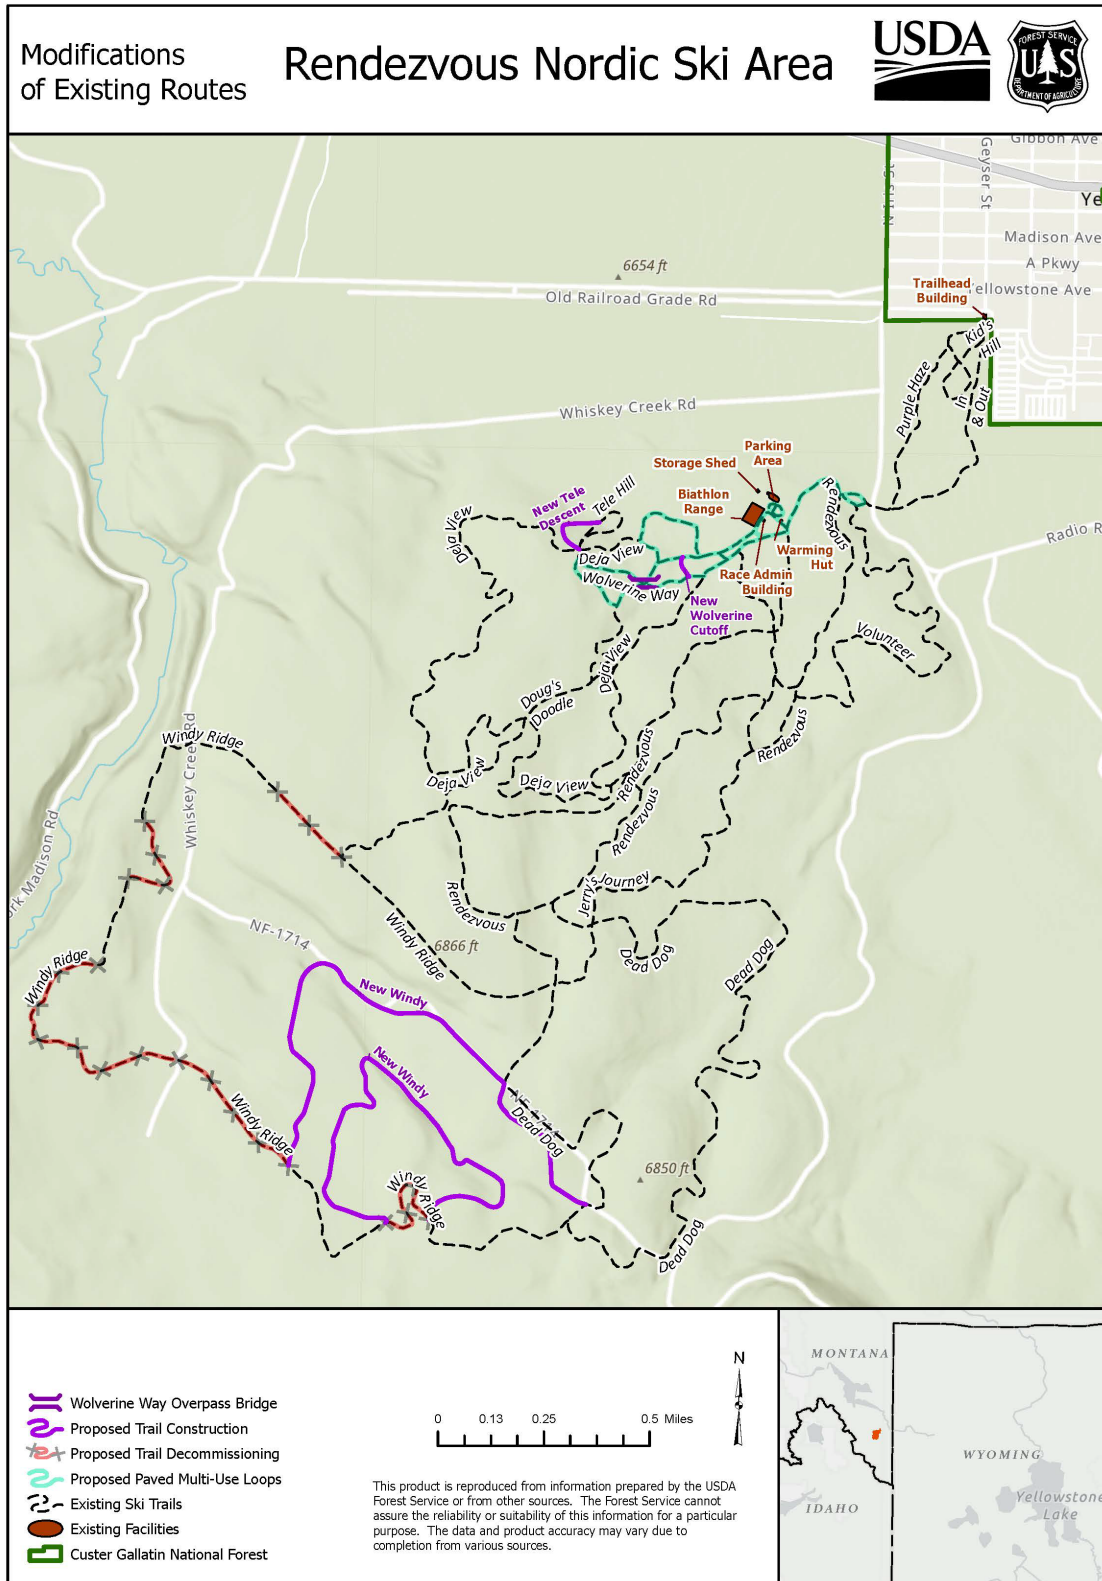 Modifications
of Existing Routes
Rendezvous Nordic Ski Area
USDA
FOREST SERVICE
U S
DEPARTMENT OF AGRICULTURE
Gibbon Ave
Geyser St
Ye
Madison Ave
A Pkwy
Yellowstone Ave
Trailhead
Building
6654 ft
Old Railroad Grade Rd
Kid's
Hill
Purple Haze
In
& Out
Whiskey Creek Rd
Parking
Area
Storage Shed
Biathlon
Range
Tele Hill
New Tele
Descent
Rendezvous
Deja View
Deja View
Radio R
Warming
Hut
Race Admin
Building
Wolverine Way
New
Wolverine
Cutoff
Volunteer
Deja View
Doug's
Doodle
Windy Ridge
Whiskey Creek Rd
Rendezvous
Rendezvous
Deja View
Deja View
Rendezvous
ork Madison Rd
Jerry's Journey
Rendezvous
NF-1714
Windy Ridge
6866 ft
Dead Dog
Dead Dog
Windy Ridge
New Windy
New Windy
NF-1714
Dead Dog
Windy Ridge
6850 ft
Windy Ridge
Dead Dog
Wolverine Way Overpass Bridge
Proposed Trail Construction
Proposed Trail Decommissioning
Proposed Paved Multi-Use Loops
Existing Ski Trails
Existing Facilities
Custer Gallatin National Forest
0 0.13 0.25 0.5 Miles
N
This product is reproduced from information prepared by the USDA
Forest Service or from other sources. The Forest Service cannot
assure the reliability or suitability of this information for a particular
purpose. The data and product accuracy may vary due to
completion from various sources.
MONTANA
WYOMING
IDAHO
Yellowstone
Lake